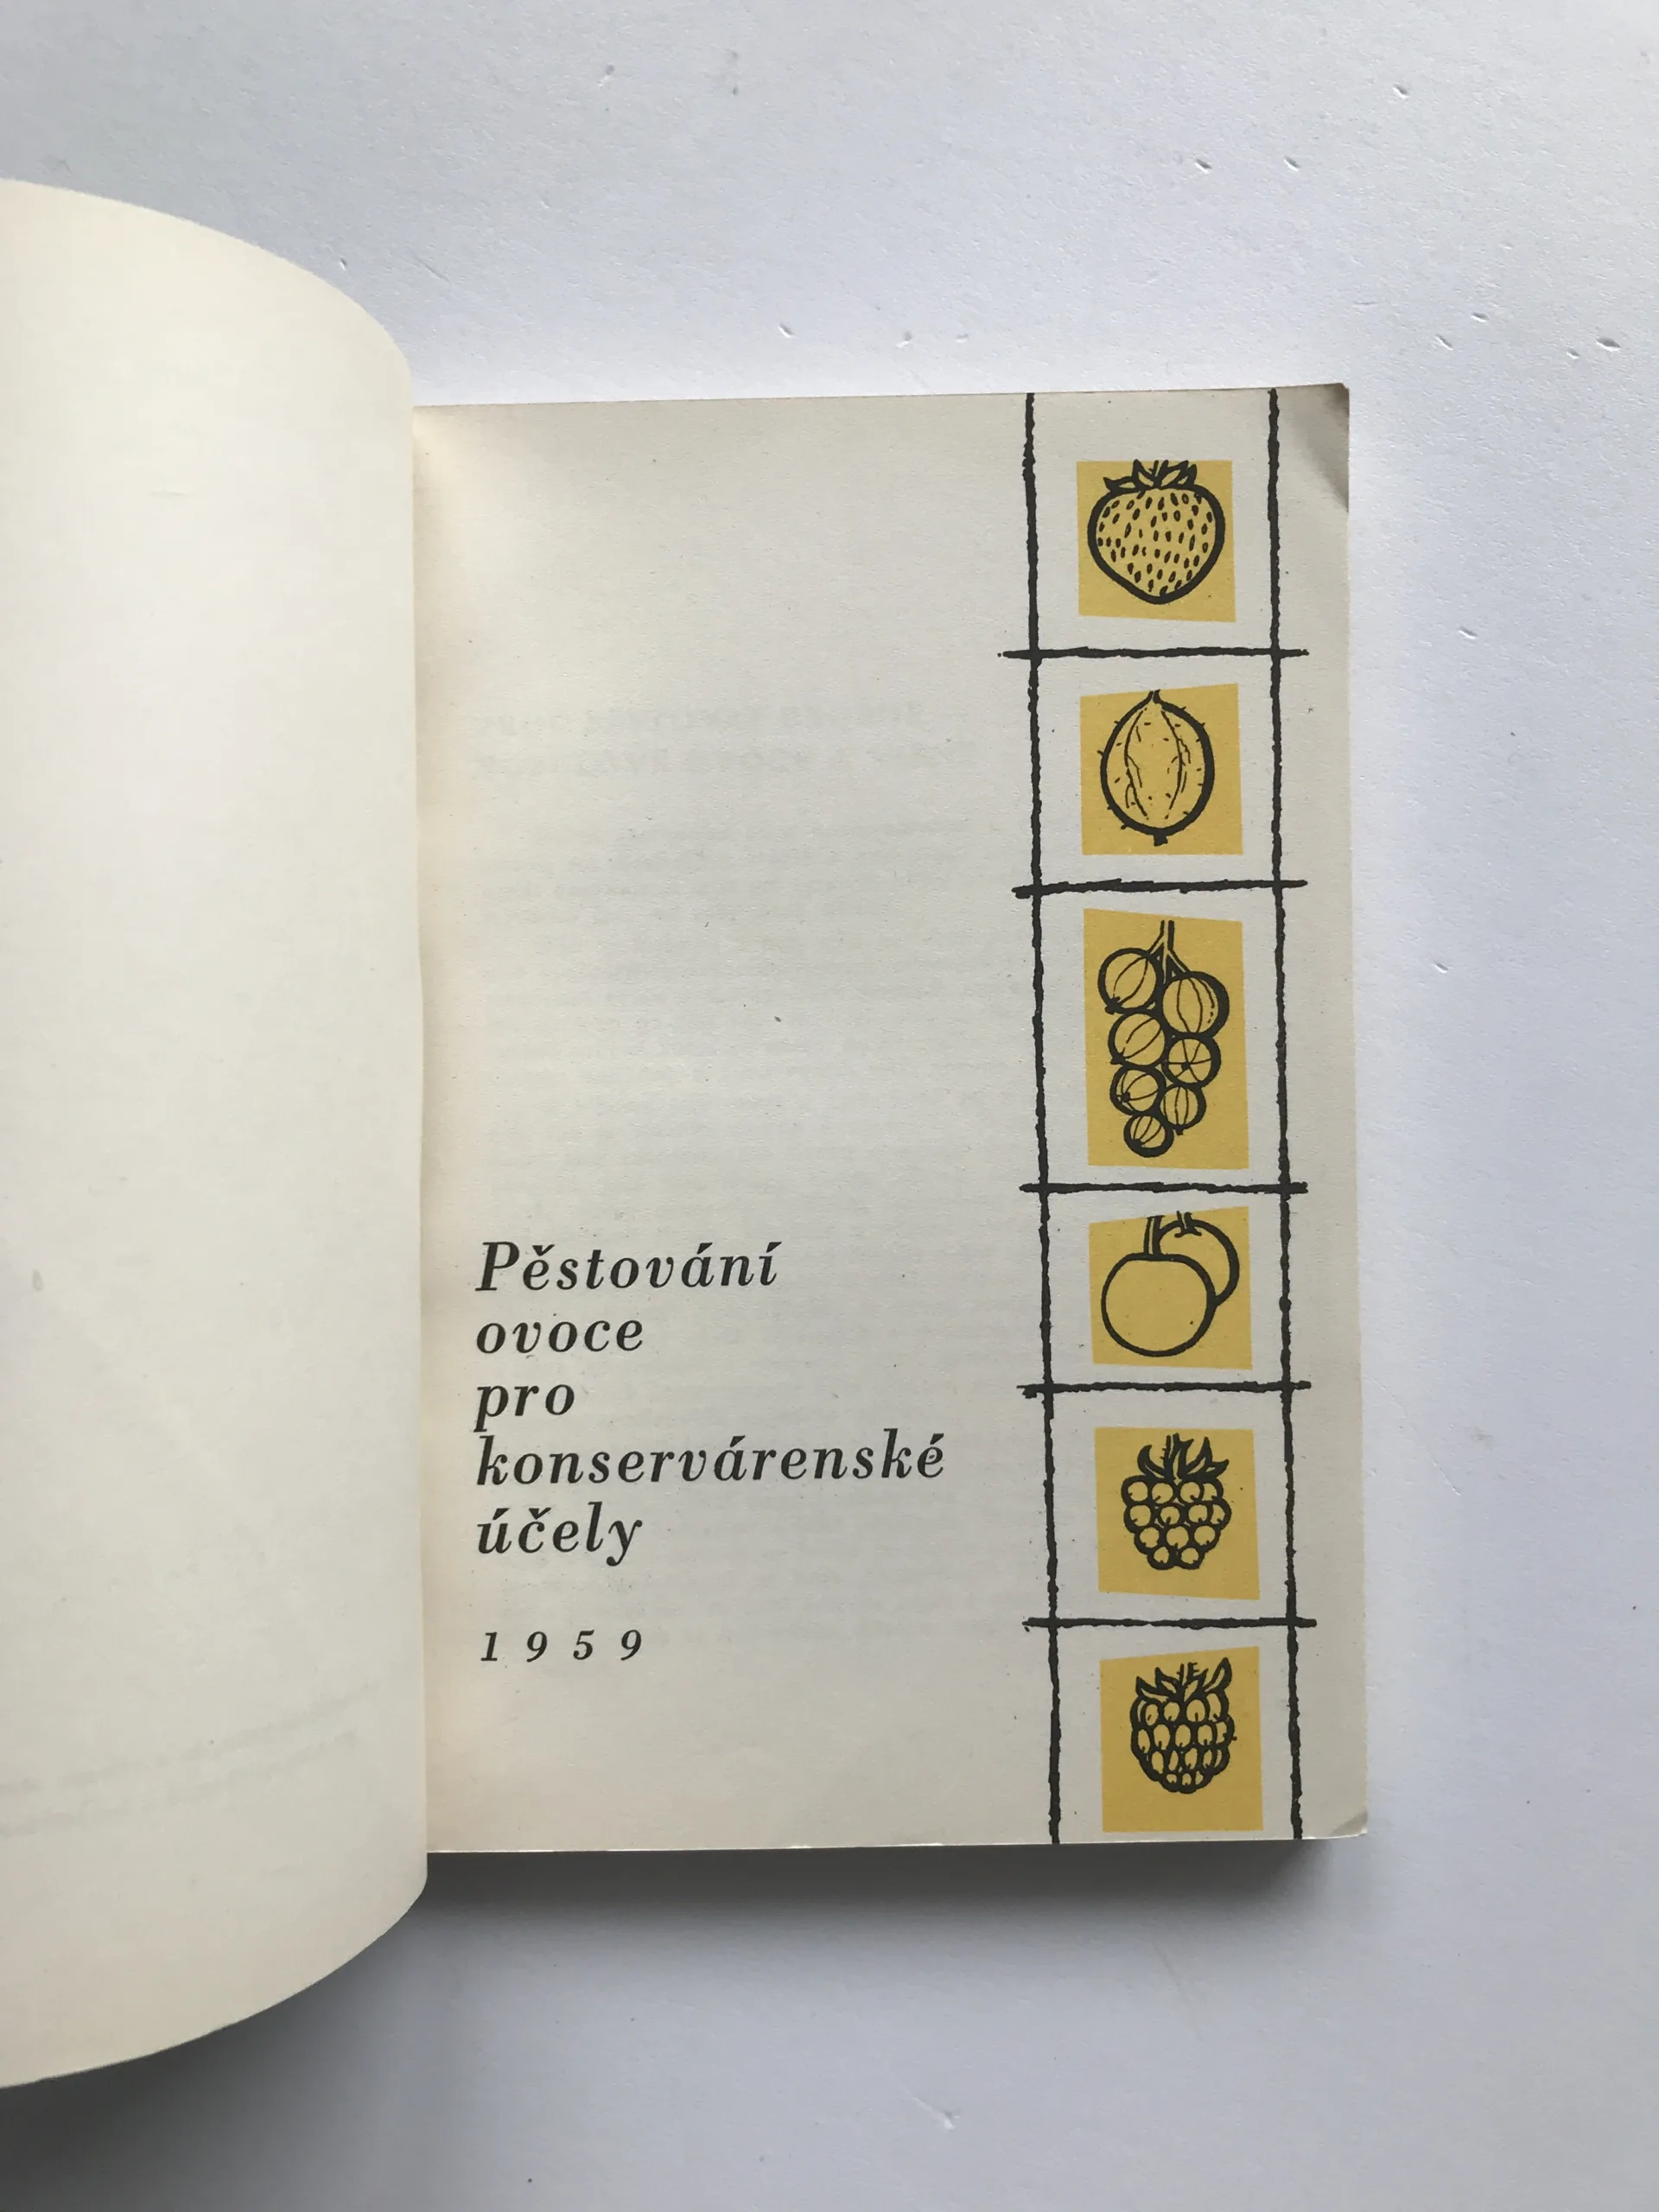 Pěstování
ovoce
pro
konservárenské
účely
1959